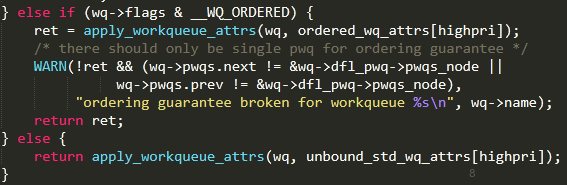 } else if (wq->flags & __WQ_ORDERED) {
ret = apply_workqueue_attrs(wq, ordered_wq_attrs[highpri]);
/* there should only be single pwq for ordering guarantee */
WARN(!ret && (wq->pwqs.next != &wq->dfl_pwq->pwqs_node ||
wq->pwqs.prev != &wq->dfl_pwq->pwqs_node),
"ordering guarantee broken for workqueue %s\n", wq->name);
return ret;
} else {
return apply_workqueue_attrs(wq, unbound_std_wq_attrs[highpri]);
}
8